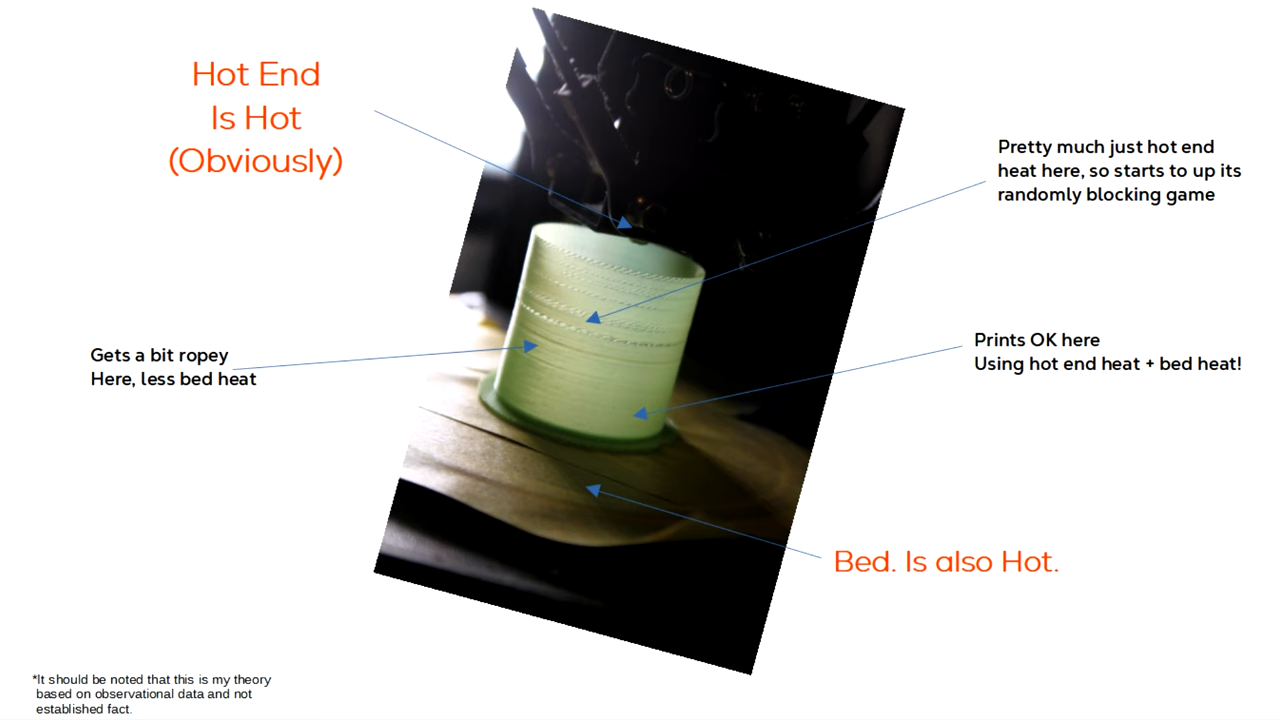 Hot End
Is Hot
(Obviously)
Pretty much just hot end
heat here, so starts to up its
randomly blocking game
Gets a bit ropey
Here, less bed heat
Prints OK here
Using hot end heat + bed heat!
Bed. Is also Hot.
*It should be noted that this is my theory
based on observational data and not
established fact.